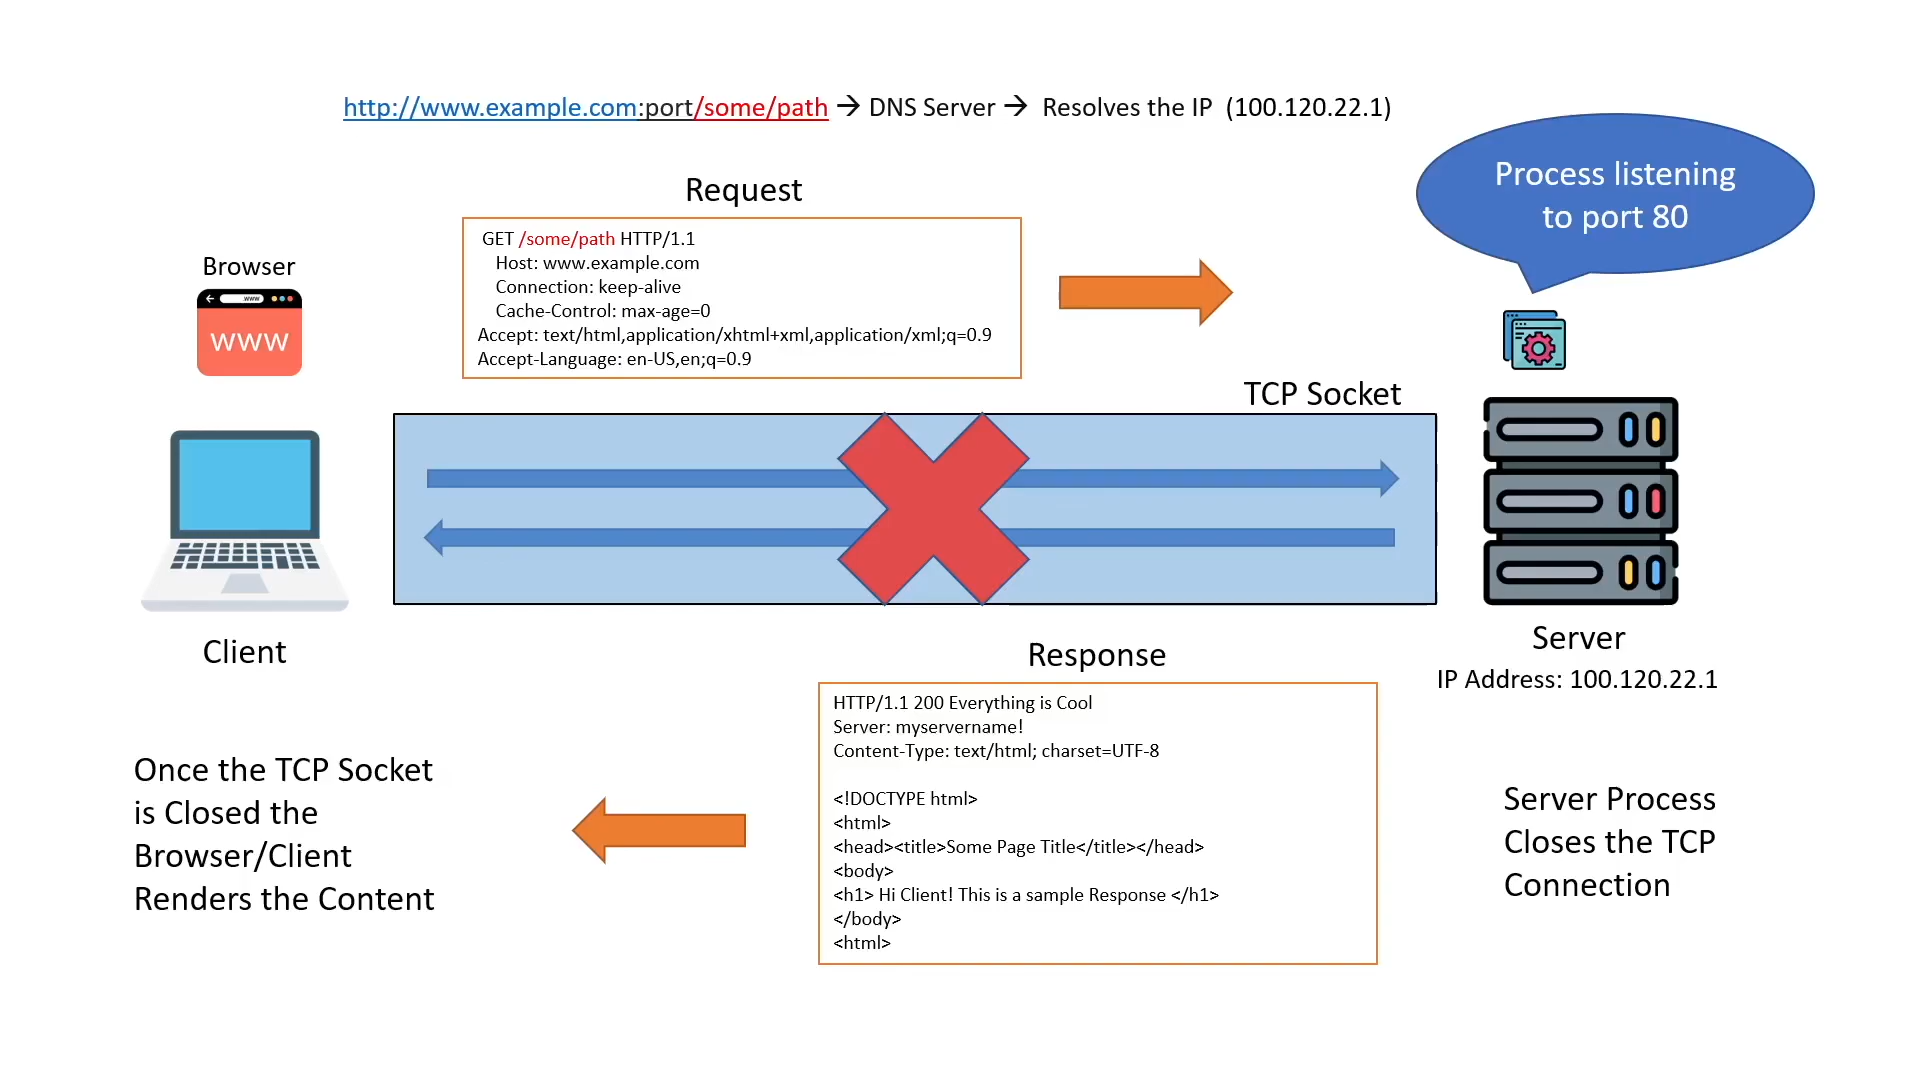 http://www.example.com:port/some/path → DNS Server → Resolves the IP (100.120.22.1)
Process listening
to port 80
Request
GET /some/path HTTP/1.1
Host: www.example.com
Connection: keep-alive
Cache-Control: max-age=0
Accept: text/html,application/xhtml+xml,application/xml;q=0.9
Accept-Language: en-US,en;q=0.9
Browser
.www
www
TCP Socket
Client
Server
IP Address: 100.120.22.1
Response
HTTP/1.1 200 Everything is Cool
Server: myservername!
Content-Type: text/html; charset=UTF-8
<!DOCTYPE html>
<html>
<head><title>Some Page Title</title></head>
<body>
<h1> Hi Client! This is a sample Response </h1>
</body>
<html>
Once the TCP Socket
is Closed the
Browser/Client
Renders the Content
Server Process
Closes the TCP
Connection